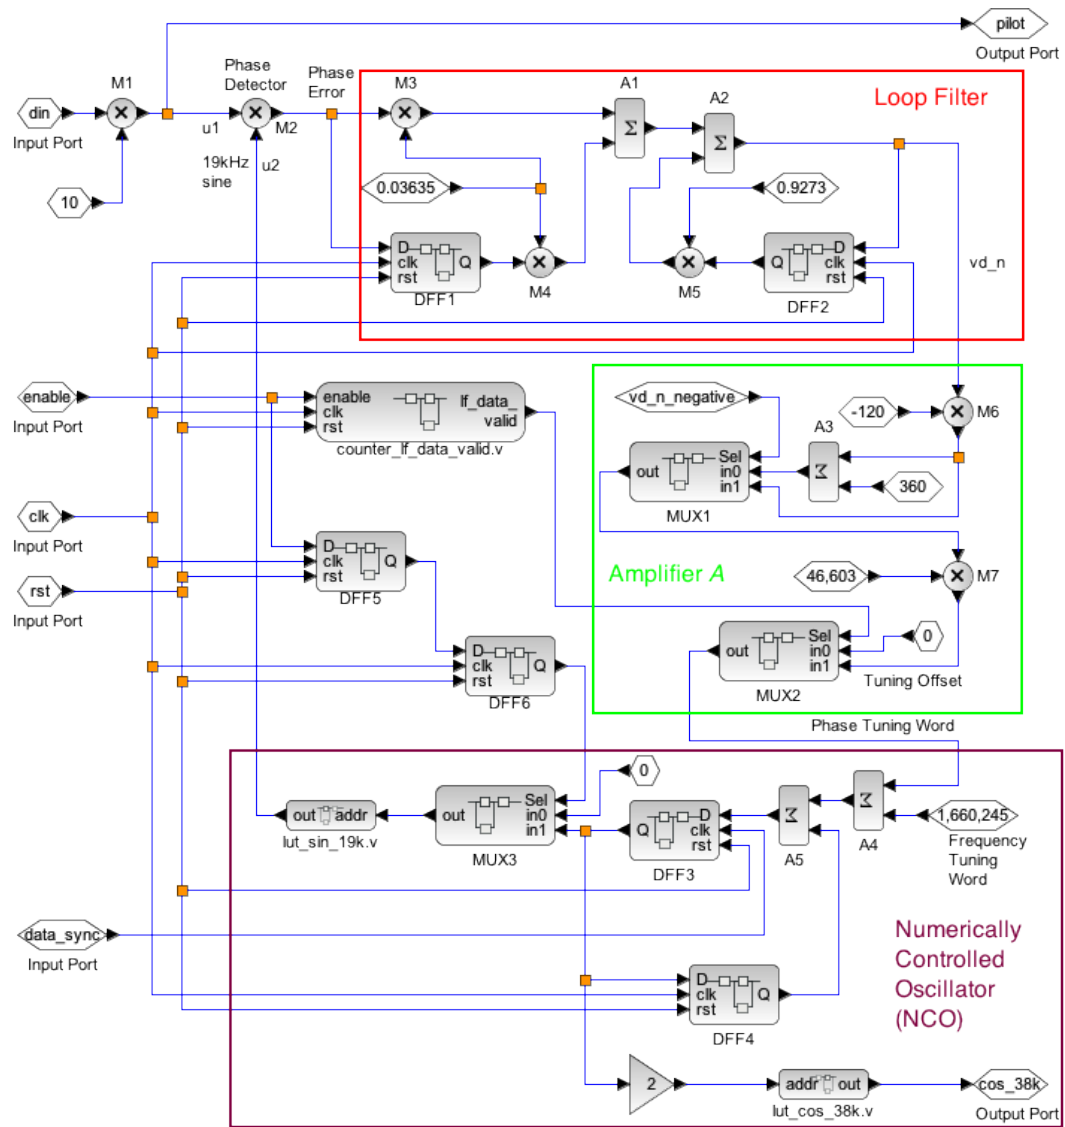 pilot
Output Port
M1
Phase
Detector
Phase
Error
M3
A1
A2
Loop Filter
din
Input Port
u1
M2
19kHz
sine
u2
Σ
Σ
10
0.03635
0.9273
D
clk
rst
Q
DFF1
M4
M5
Q
D
clk
rst
DFF2
vd_n
enable
Input Port
enable
clk
rst
lf_data_
valid
counter_lf_data_valid.v
vd_n_negative
-120
M6
A3
Σ
360
out
Sel
in0
in1
MUX1
clk
Input Port
D
clk
rst
Q
DFF5
Amplifier A
46,603
M7
rst
Input Port
D
clk
rst
Q
DFF6
out
Sel
in0
in1
MUX2
0
Tuning Offset
Phase Tuning Word
0
out
addr
lut_sin_19k.v
out
Sel
in0
in1
MUX3
Q
D
clk
rst
DFF3
Σ
A5
Σ
A4
1,660,245
Frequency
Tuning
Word
data_sync
Input Port
Numerically
Controlled
Oscillator
(NCO)
D
clk
rst
Q
DFF4
2
addr
out
lut_cos_38k.v
cos_38k
Output Port